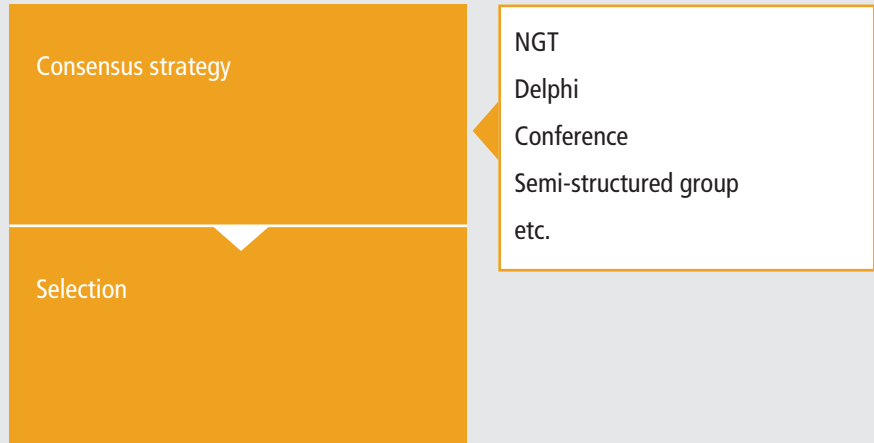 Consensus strategy
NGT
Delphi
Conference
Semi-structured group
etc.
Selection